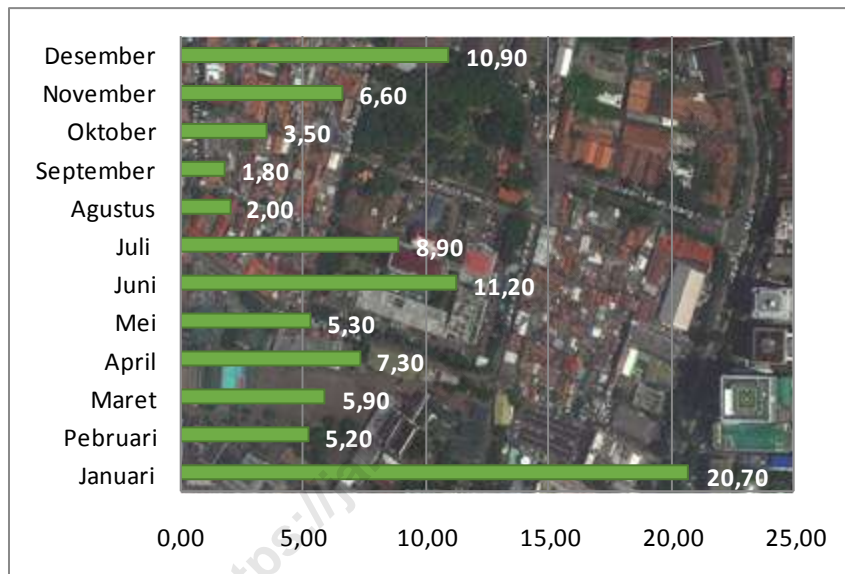 Desember 10,90
November 6,60
Oktober 3,50
September 1,80
Agustus 2,00
Juli 8,90
Juni 11,20
Mei 5,30
April 7,30
Maret 5,90
Pebruari 5,20
Januari 20,70
0,00 5,00 10,00 15,00 20,00 25,00